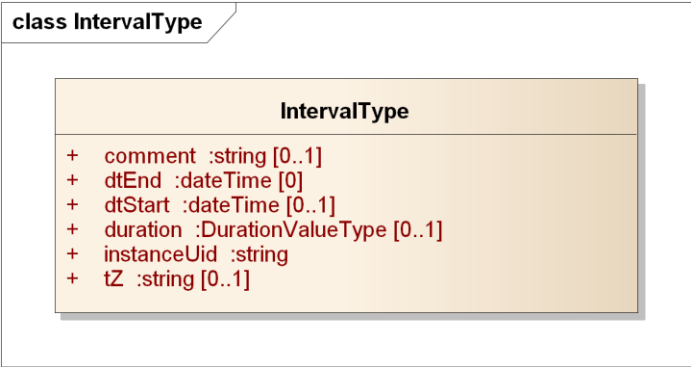 class IntervalType
IntervalType
+ comment :string [0..1]
+ dtEnd :dateTime [0]
+ dtStart :dateTime [0..1]
+ duration :DurationValueType [0..1]
+ instanceUid :string
+ tZ :string [0..1]